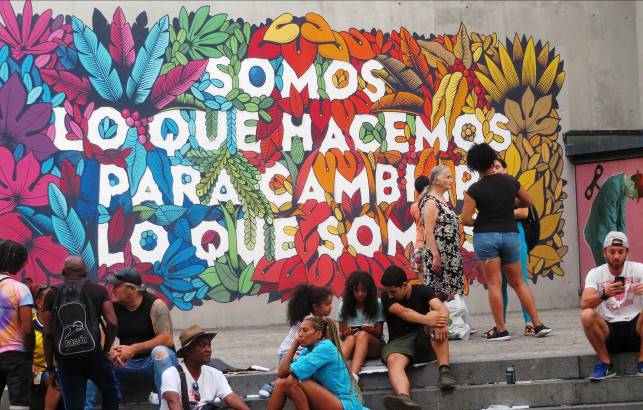 SOMOS
LO QUE HACEMOS
PARA CAMBIAR
LO QUE SOMOS